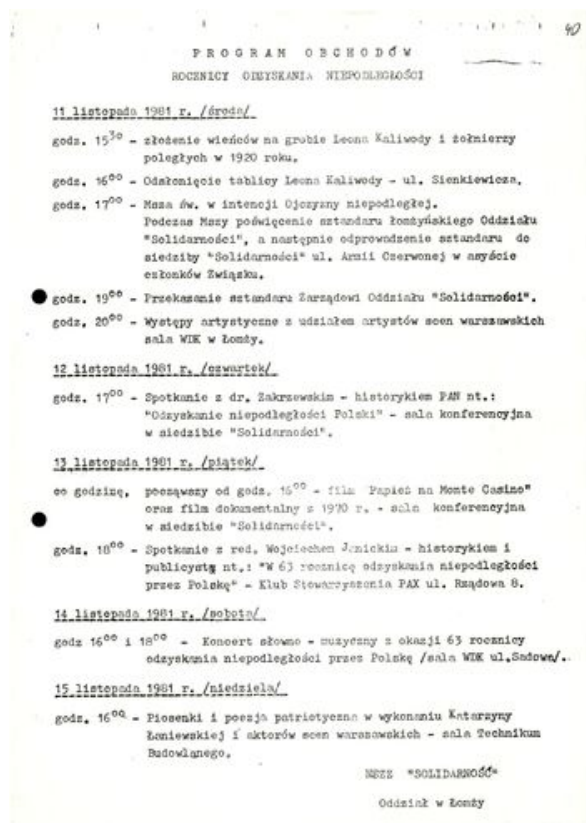 40
PROGRAM OBCHODÓW
ROCZNICY ODZYSKANIA NIEPODLEGŁOŚCI
11 listopada 1981 r. /środa/
godz. 15³⁰ - złożenie wieńców na grobie Leona Kaliwody i żołnierzy
poległych w 1920 roku.
godz. 16⁰⁰ - Odsłonięcie tablicy Leona Kaliwody - ul. Sienkiewicza.
godz. 17⁰⁰ - Msza św. w intencji Ojczyzny niepodległej.
Podczas Mszy poświęcenie sztandaru łomżyńskiego Oddziału
"Solidarności", a następnie odprowadzenie sztandaru do
siedziby "Solidarności" ul. Armii Czerwonej w asyście
członków Związku.
godz. 19⁰⁰ - Przekazanie sztandaru Zarządowi Oddziału "Solidarności".
godz. 20⁰⁰ - Występy artystyczne z udziałem artystów scen warszawskich
sala WDK w Łomży.
12 listopada 1981 r. /czwartek/
godz. 17⁰⁰ - Spotkanie z dr. Zakrzewskim - historykiem PAN nt.:
"Odzyskanie niepodległości Polski" - sala konferencyjna
w siedzibie "Solidarności".
13 listopada 1981 r. /piątek/
co godzinę, począwszy od godz. 16⁰⁰ - film Papież na Monte Casino"
oraz film dokumentalny z 1970 r. - sala konferencyjna
w siedzibie "Solidarności".
godz. 18⁰⁰ - Spotkanie z red. Wojciechem Janickim - historykiem i
publicystą nt.: "W 63 rocznicę odzyskania niepodległości
przez Polskę" - Klub Stowarzyszenia PAX ul. Rządowa 8.
14 listopada 1981 r. /sobota/
godz 16⁰⁰ i 18⁰⁰ - Koncert słowno - muzyczny z okazji 63 rocznicy
odzyskania niepodległości przez Polskę /sala WDK ul.Sadowa/.
15 listopada 1981 r. /niedziela/
godz. 16⁰⁰ - Piosenki i poezja patriotyczna w wykonaniu Katarzyny
Łaniewskiej i aktorów scen warszawskich - sala Technikum
Budowlanego.
NSZZ "SOLIDARNOŚĆ"
Oddział w Łomży